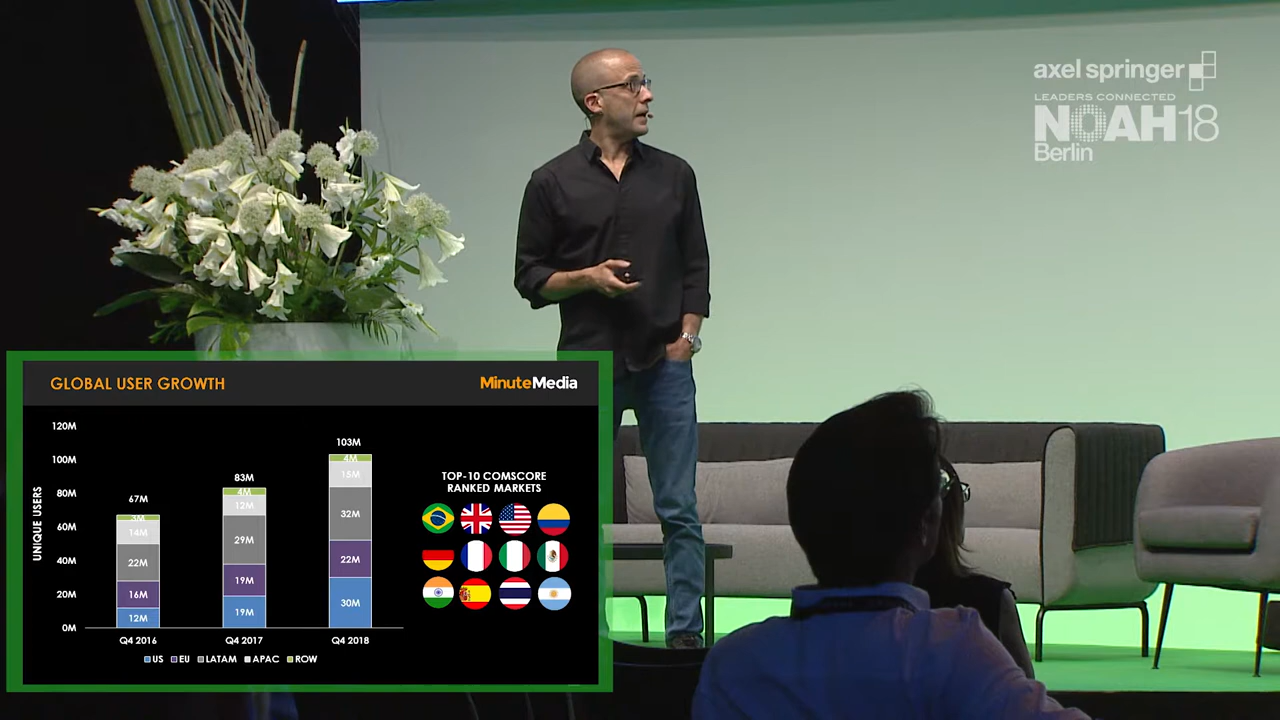 axel springer
LEADERS CONNECTED
NOAH18
Berlin
GLOBAL USER GROWTH
MinuteMedia
120M
100M
80M
60M
40M
20M
0M
UNIQUE USERS
67M
3M
14M
22M
16M
12M
83M
4M
12M
29M
19M
19M
103M
4M
15M
32M
22M
30M
Q4 2016
Q4 2017
Q4 2018
US EU LATAM APAC ROW
TOP-10 COMSCORE
RANKED MARKETS